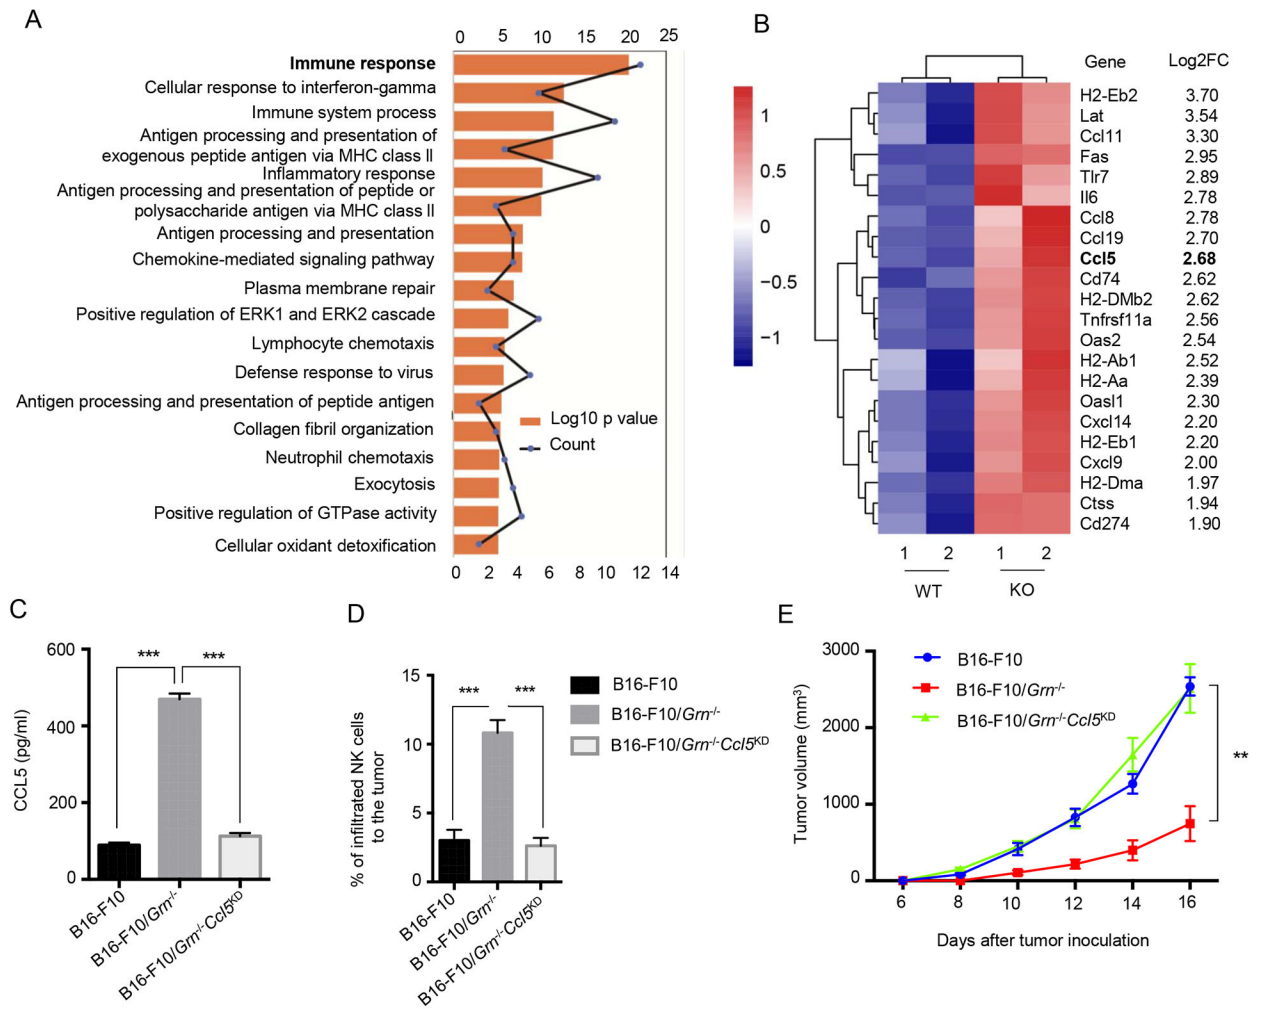 A
0 5 10 15 20 25
Immune response
Cellular response to interferon-gamma
Immune system process
Antigen processing and presentation of
exogenous peptide antigen via MHC class II
Inflammatory response
Antigen processing and presentation of peptide or
polysaccharide antigen via MHC class II
Antigen processing and presentation
Chemokine-mediated signaling pathway
Plasma membrane repair
Positive regulation of ERK1 and ERK2 cascade
Lymphocyte chemotaxis
Defense response to virus
Antigen processing and presentation of peptide antigen
Collagen fibril organization
Neutrophil chemotaxis
Exocytosis
Positive regulation of GTPase activity
Cellular oxidant detoxification
Log10 p value
Count
0 2 4 6 8 10 12 14
B
1
0.5
0
−0.5
−1
Gene Log2FC
H2-Eb2 3.70
Lat 3.54
Ccl11 3.30
Fas 2.95
Tlr7 2.89
Il6 2.78
Ccl8 2.78
Ccl19 2.70
Ccl5 2.68
Cd74 2.62
H2-DMb2 2.62
Tnfrsf11a 2.56
Oas2 2.54
H2-Ab1 2.52
H2-Aa 2.39
Oasl1 2.30
Cxcl14 2.20
H2-Eb1 2.20
Cxcl9 2.00
H2-Dma 1.97
Ctss 1.94
Cd274 1.90
1 2 1 2
WT KO
C
CCL5 (pg/ml)
600
400
200
0
*** ***
B16-F10
B16-F10/Grn-/-
B16-F10/Grn-/-Ccl5KD
D
% of infiltrated NK cells
to the tumor
15
10
5
0
*** ***
B16-F10
B16-F10/Grn-/-
B16-F10/Grn-/-Ccl5KD
B16-F10
B16-F10/Grn-/-
B16-F10/Grn-/-Ccl5KD
E
Tumor volume (mm3)
3000
2000
1000
0
B16-F10
B16-F10/Grn-/-
B16-F10/Grn-/-Ccl5KD
**
6 8 10 12 14 16
Days after tumor inoculation